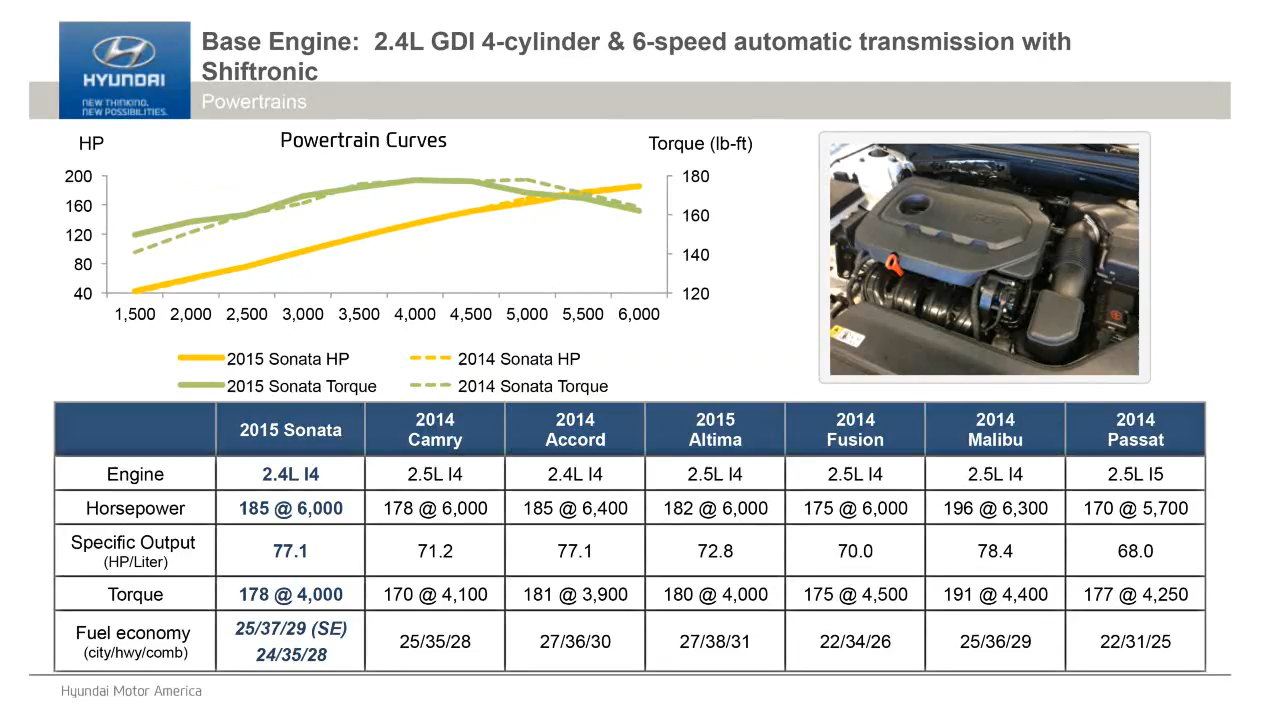 HYUNDAI
NEW THINKING.
NEW POSSIBILITIES.
Base Engine: 2.4L GDI 4-cylinder & 6-speed automatic transmission with
Shiftronic
Powertrains
HP
Powertrain Curves
Torque (lb-ft)
200
160
120
80
40
180
160
140
120
1,500 2,000 2,500 3,000 3,500 4,000 4,500 5,000 5,500 6,000
2015 Sonata HP
2014 Sonata HP
2015 Sonata Torque
2014 Sonata Torque
2015 Sonata
2014
Camry
2014
Accord
2015
Altima
2014
Fusion
2014
Malibu
2014
Passat
Engine 2.4L I4 2.5L I4 2.4L I4 2.5L I4 2.5L I4 2.5L I4 2.5L I5
Horsepower 185 @ 6,000 178 @ 6,000 185 @ 6,400 182 @ 6,000 175 @ 6,000 196 @ 6,300 170 @ 5,700
Specific Output
(HP/Liter)
77.1 71.2 77.1 72.8 70.0 78.4 68.0
Torque 178 @ 4,000 170 @ 4,100 181 @ 3,900 180 @ 4,000 175 @ 4,500 191 @ 4,400 177 @ 4,250
Fuel economy
(city/hwy/comb)
25/37/29 (SE)
24/35/28
25/35/28 27/36/30 27/38/31 22/34/26 25/36/29 22/31/25
Hyundai Motor America